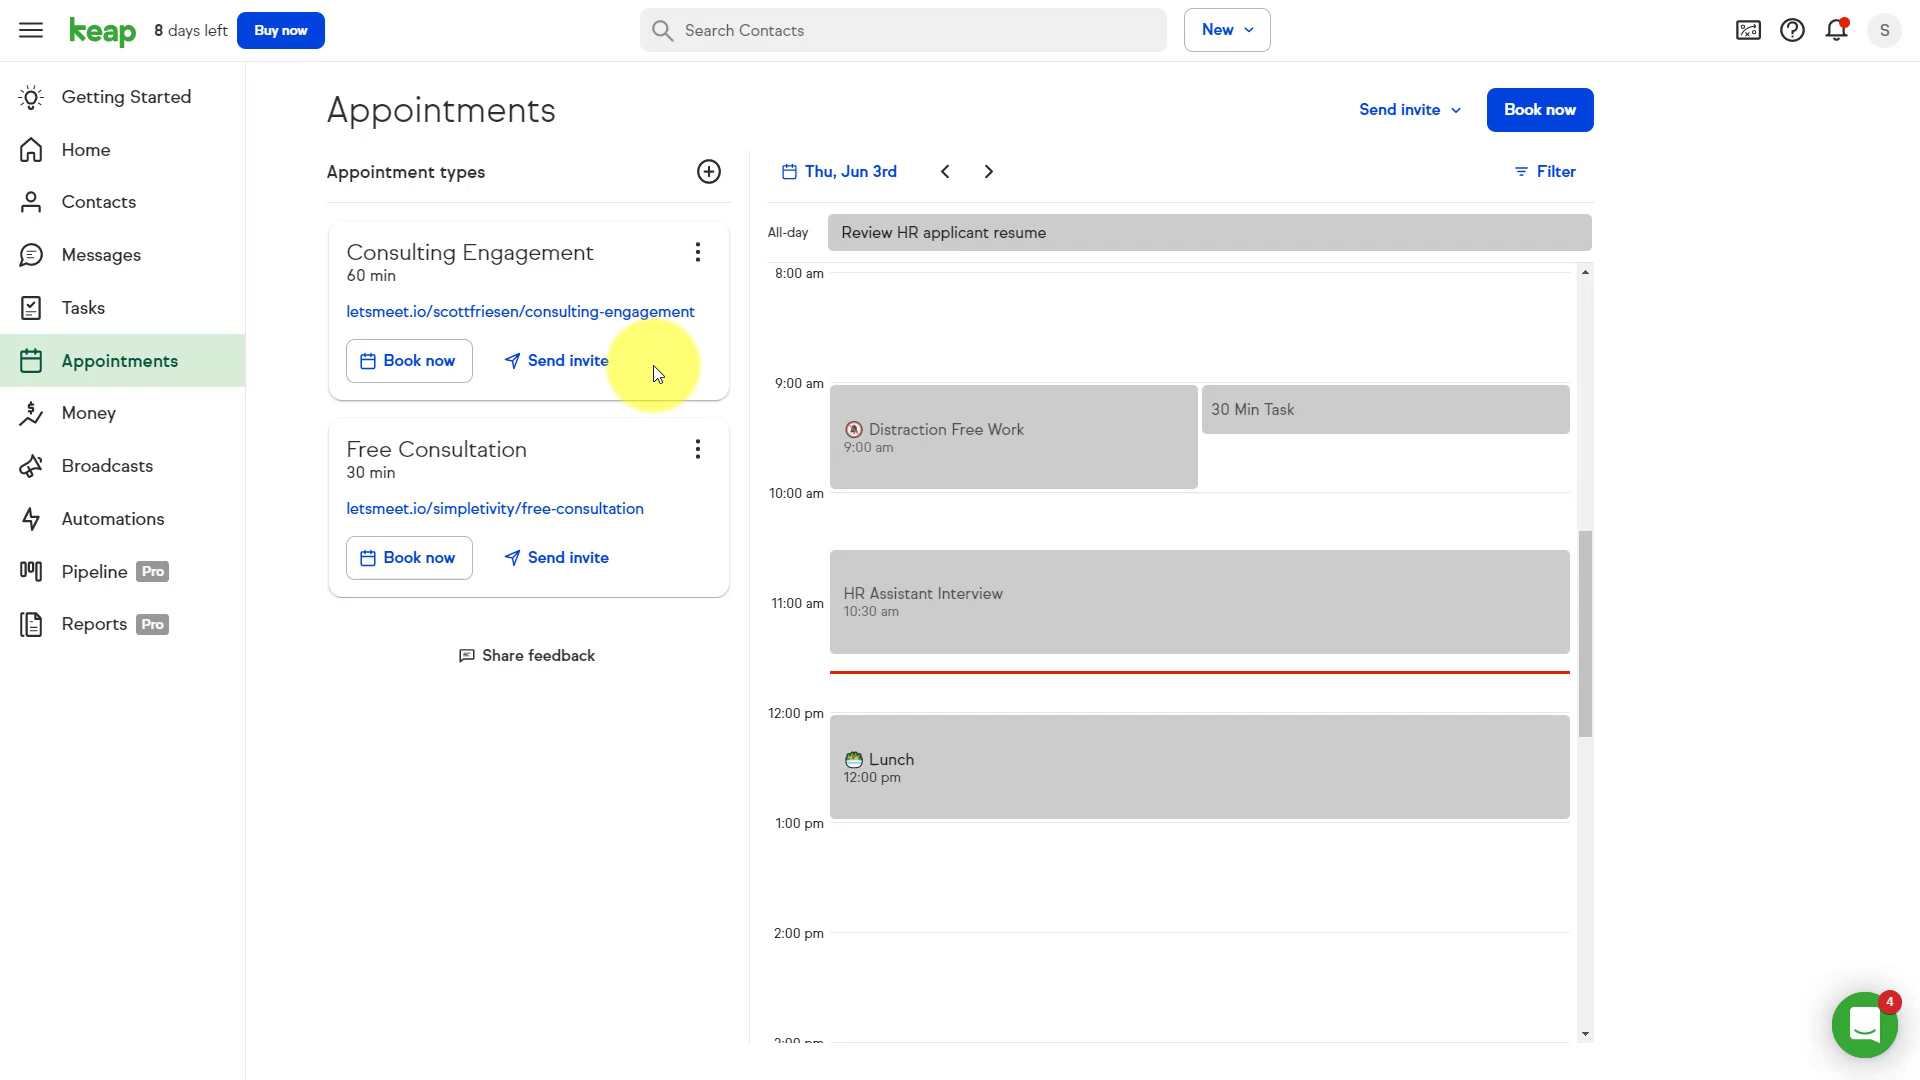 keap
8 days left
Buy now
Search Contacts
New
S
Getting Started
Home
Contacts
Messages
Tasks
Appointments
Money
Broadcasts
Automations
Pipeline Pro
Reports Pro
Appointments
Send invite
Book now
Appointment types
Consulting Engagement
60 min
letsmeet.io/scottfriesen/consulting-engagement
Book now
Send invite
Free Consultation
30 min
letsmeet.io/simpletivity/free-consultation
Book now
Send invite
Share feedback
Thu, Jun 3rd
Filter
All-day
Review HR applicant resume
8:00 am
9:00 am
Distraction Free Work
9:00 am
30 Min Task
10:00 am
HR Assistant Interview
10:30 am
11:00 am
12:00 pm
Lunch
12:00 pm
1:00 pm
2:00 pm
4